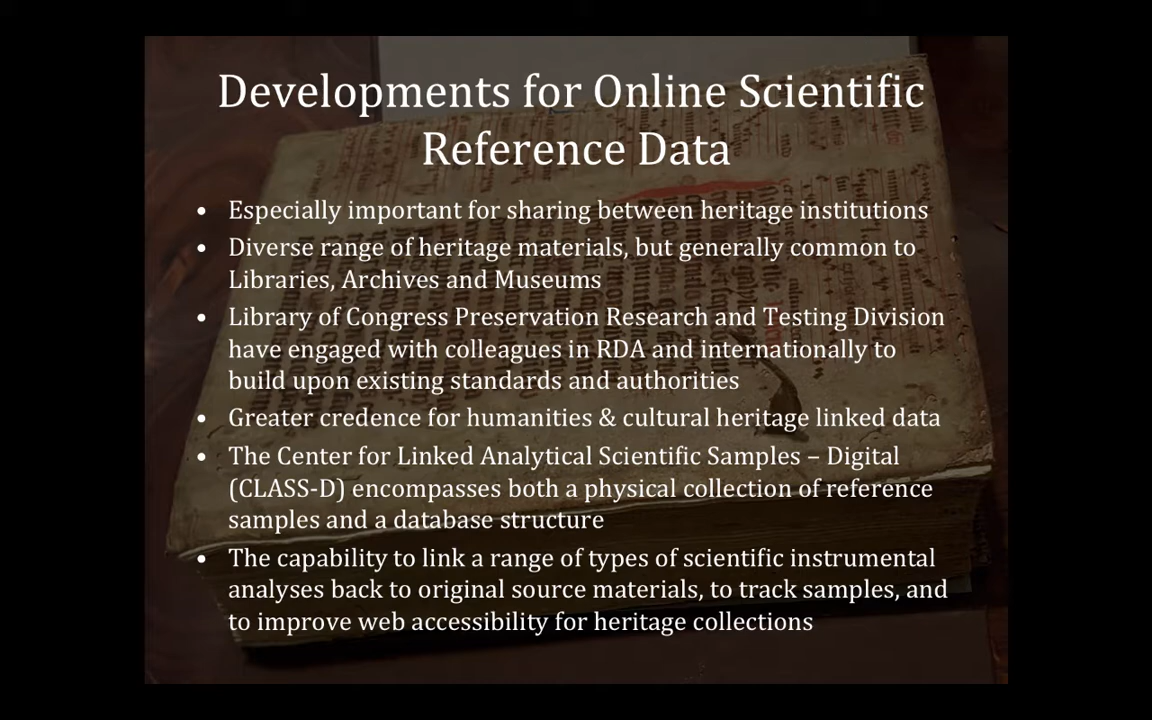 Developments for Online Scientific
Reference Data
• Especially important for sharing between heritage institutions
• Diverse range of heritage materials, but generally common to
Libraries, Archives and Museums
• Library of Congress Preservation Research and Testing Division
have engaged with colleagues in RDA and internationally to
build upon existing standards and authorities
• Greater credence for humanities & cultural heritage linked data
• The Center for Linked Analytical Scientific Samples – Digital
(CLASS-D) encompasses both a physical collection of reference
samples and a database structure
• The capability to link a range of types of scientific instrumental
analyses back to original source materials, to track samples, and
to improve web accessibility for heritage collections